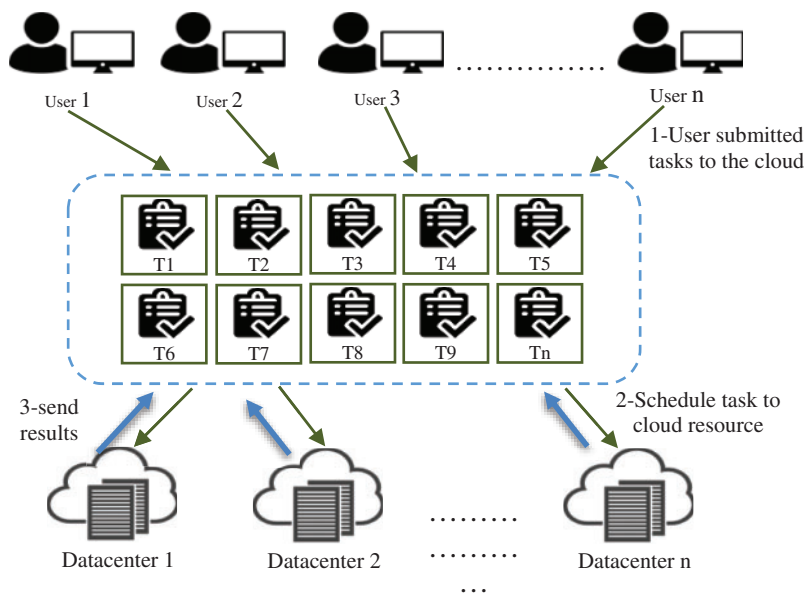 User 1
User 2
User 3
...............
User n
1-User submitted
tasks to the cloud
T1
T2
T3
T4
T5
T6
T7
T8
T9
Tn
3-send
results
2-Schedule task to
cloud resource
.........
.........
...
Datacenter 1
Datacenter 2
Datacenter n